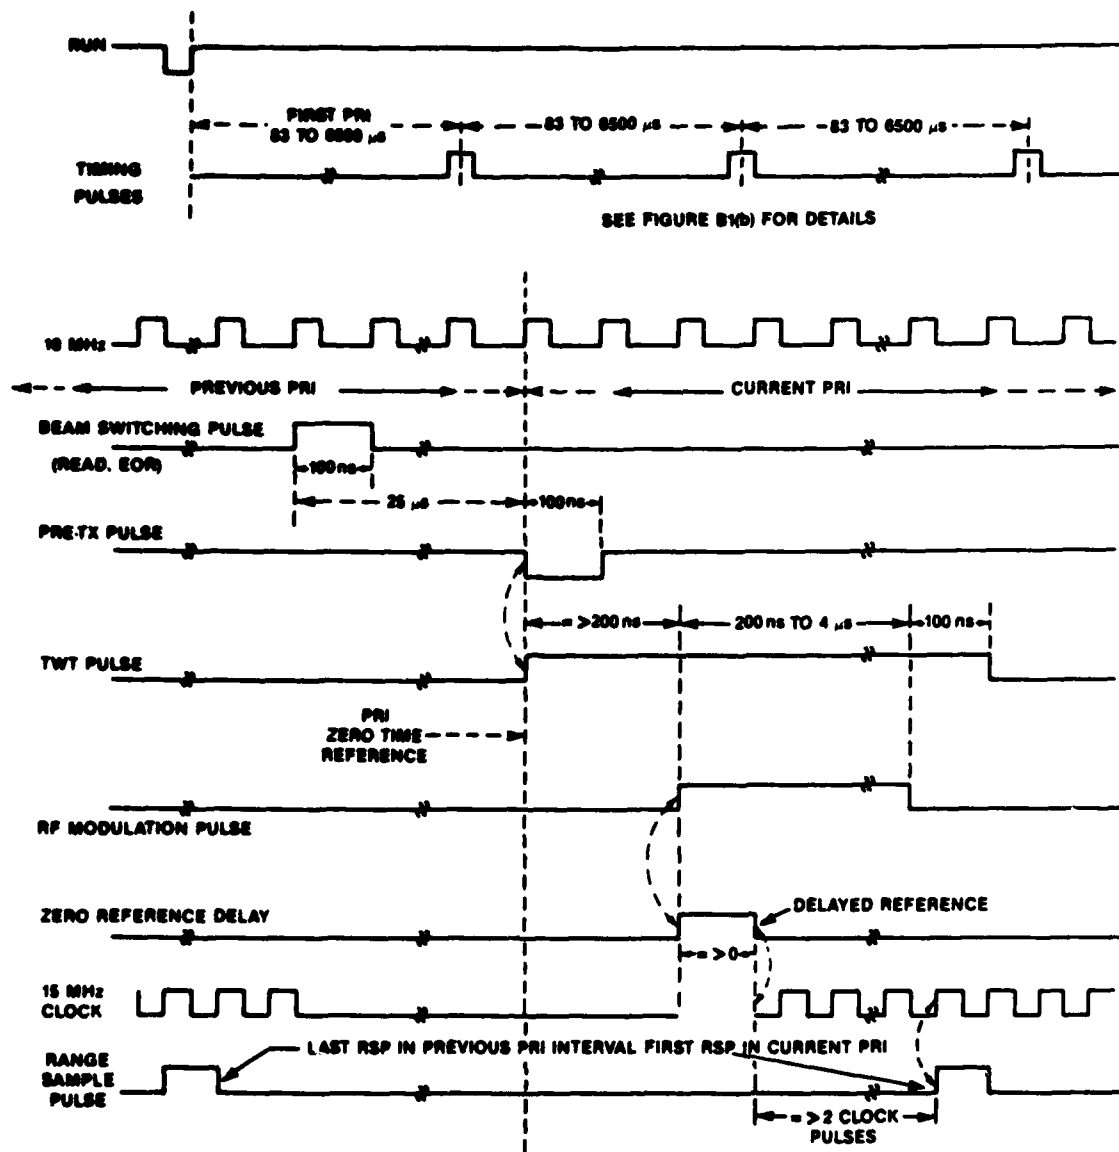 RUN
FIRST PRI
83 TO 6500 µs
83 TO 6500 µs
83 TO 6500 µs
TIMING
PULSES
SEE FIGURE B1(b) FOR DETAILS
10 MHz
PREVIOUS PRI
CURRENT PRI
BEAM SWITCHING PULSE
(READ, EOR)
100 ns
25 µs
100 ns
PRE-TX PULSE
= >200 ns
200 ns TO 4 µs
100 ns
TWT PULSE
PRI
ZERO TIME
REFERENCE
RF MODULATION PULSE
ZERO REFERENCE DELAY
DELAYED REFERENCE
= >0
15 MHz
CLOCK
LAST RSP IN PREVIOUS PRI INTERVAL
FIRST RSP IN CURRENT PRI
RANGE
SAMPLE
PULSE
= >2 CLOCK
PULSES